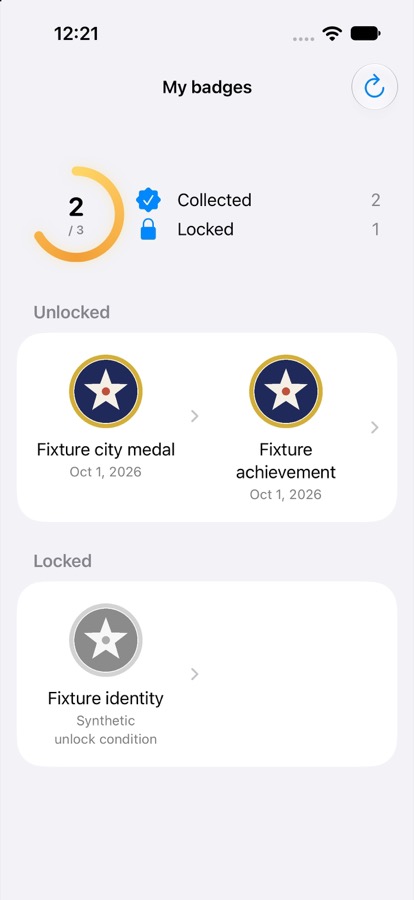 12:21
My badges
2
/ 3
Collected
2
Locked
1
Unlocked
Fixture city medal
Oct 1, 2026
Fixture
achievement
Oct 1, 2026
Locked
Fixture identity
Synthetic
unlock condition